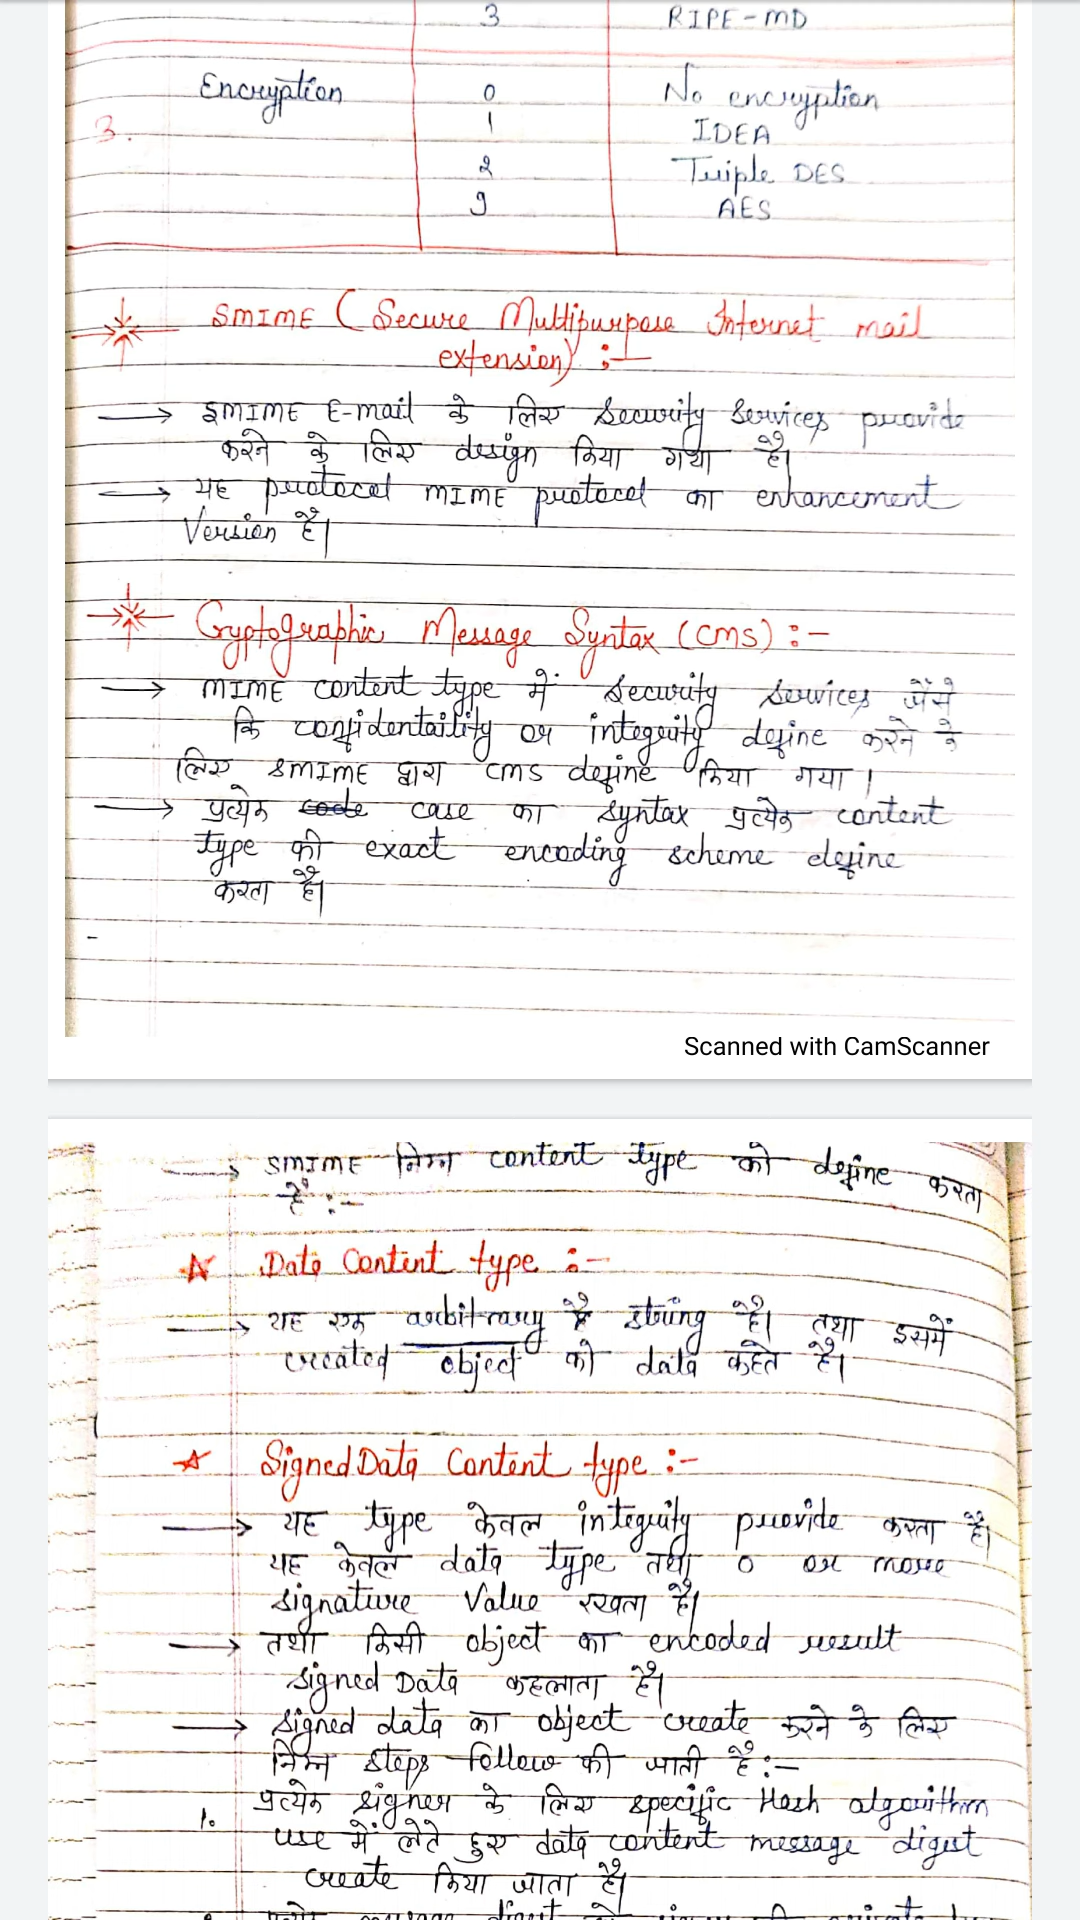 3 RIPE-MD
Encryption 0 No encryption
3. 1 IDEA
2 Triple DES
9 AES
SMIME (Secure Multipurpose Internet mail
extension) :-
→ SMIME E-mail के लिए Security Services provide
करने के लिए design किया गया है।
→ यह protocol MIME protocol का enhancement
Version है।
Cryptographic Message Syntax (CMS) :-
→ MIME content type में security services जैसे
कि confidentaility or integrity define करने के
लिए SMIME द्वारा CMS define किया गया।
→ प्रत्येक code case का syntax प्रत्येक content
type की exact encoding scheme define
करता है।
Scanned with CamScanner
→ SMIME निम्न content type को define करता
है :-
Data Content type :-
→ यह एक arbitrary string है। तथा इसमें
created object को data कहते है।
Signed Data Content type :-
→ यह type केवल integrity provide करता है।
यह केवल data type तथा 0 or more
signature Value रखता है।
→ तथा किसी object का encoded result
signed Data कहलाता है।
→ signed data का object create करने के लिए
निम्न steps follow की जाती है :-
1. प्रत्येक signer के लिए specific Hash algorithm
use में लेते हुए data content message digest
create किया जाता है।